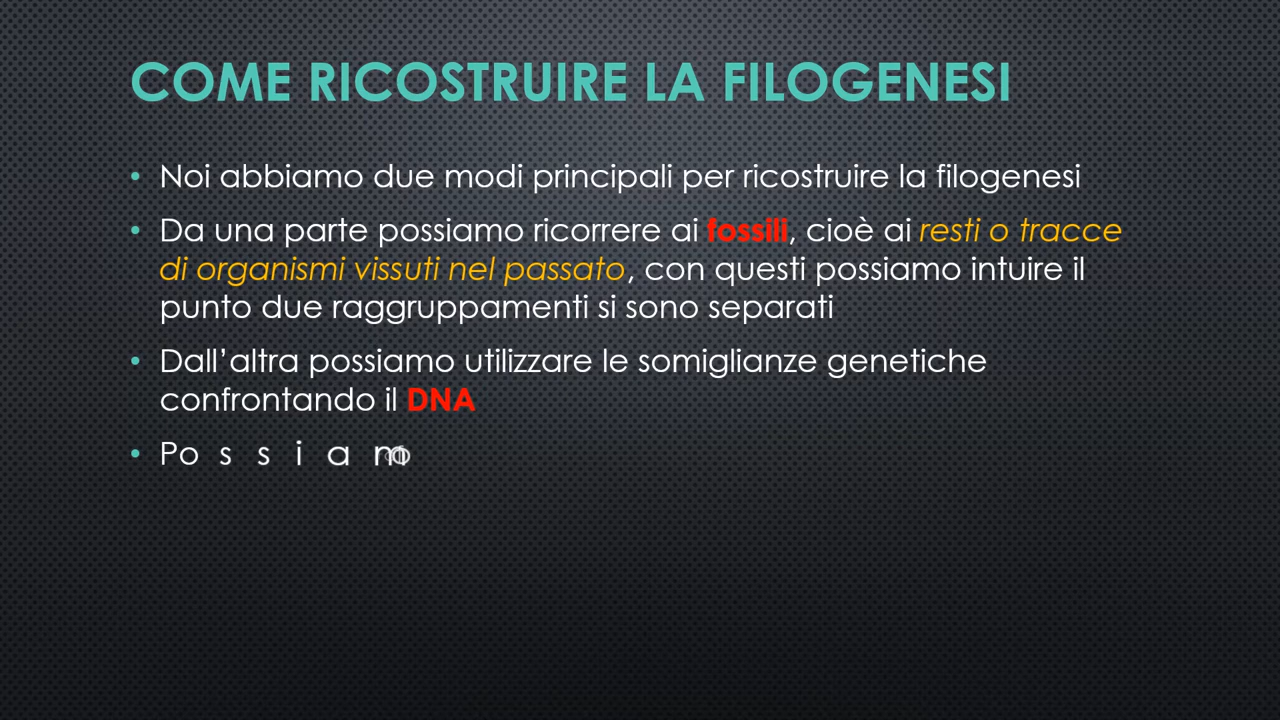 COME RICOSTRUIRE LA FILOGENESI
• Noi abbiamo due modi principali per ricostruire la filogenesi
• Da una parte possiamo ricorrere ai fossili, cioè ai resti o tracce
di organismi vissuti nel passato, con questi possiamo intuire il
punto due raggruppamenti si sono separati
• Dall’altra possiamo utilizzare le somiglianze genetiche
confrontando il DNA
• Possiamo